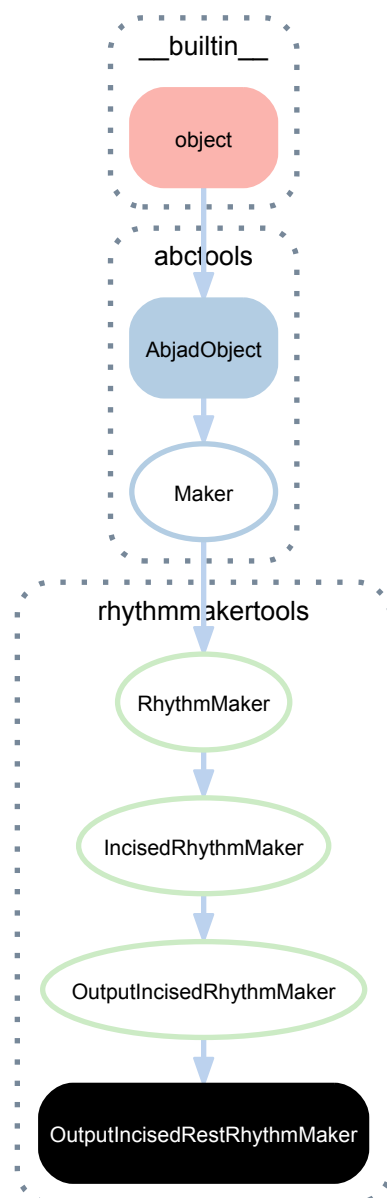 __builtin__
object
abctools
AbjadObject
Maker
rhythmmakertools
RhythmMaker
IncisedRhythmMaker
OutputIncisedRhythmMaker
OutputIncisedRestRhythmMaker